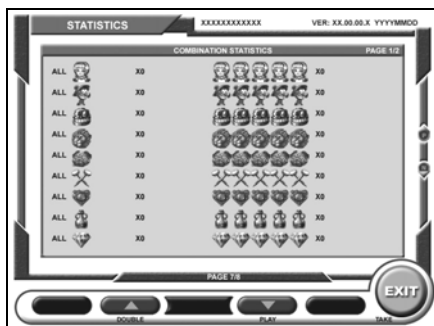 STATISTICS XXXXXXXXXXXX VER: XX.00.00.X YYYYMMDD
COMBINATION STATISTICS PAGE 1/2
ALL X0 X0
ALL X0 X0
ALL X0 X0
ALL X0 X0
ALL X0 X0
ALL X0 X0
ALL X0 X0
ALL X0 X0
ALL X0 X0
PAGE 7/8
EXIT
DOUBLE PLAY TAKE